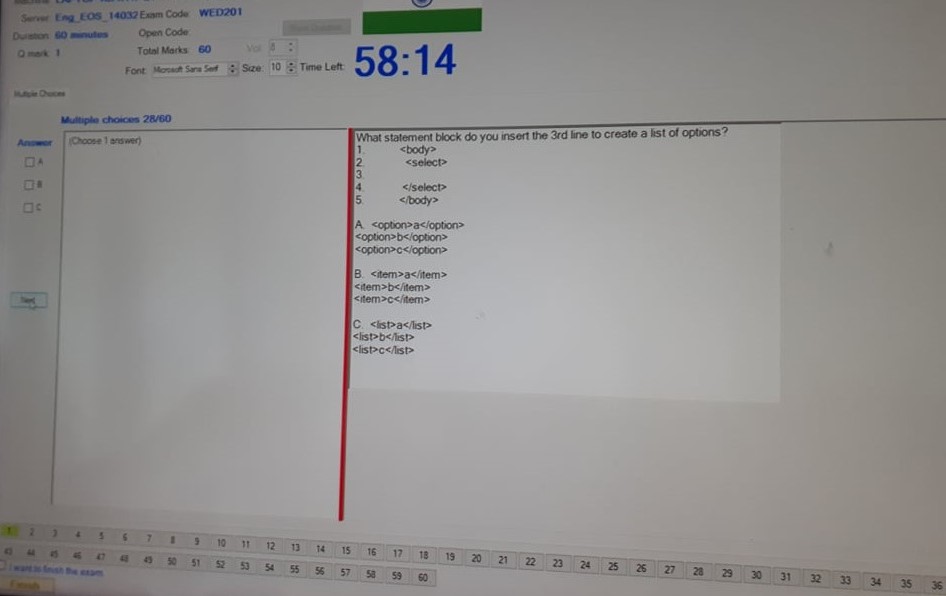 Server: Eng_EOS_14032 Exam Code: WED201
Duration: 60 minutes Open Code:
Q mark: 1 Total Marks: 60 Vol: 8
Font: Microsoft Sans Serif Size: 10 Time Left: 58:14
Multiple Choices
Multiple choices 28/60
Answer
(Choose 1 answer)
A
B
C
Next
What statement block do you insert the 3rd line to create a list of options?
1. <body>
2. <select>
3.
4. </select>
5. </body>
A. <option>a</option>
<option>b</option>
<option>c</option>
B. <item>a</item>
<item>b</item>
<item>c</item>
C. <list>a</list>
<list>b</list>
<list>c</list>
1 2 3 4 5 6 7 8 9 10 11 12 13 14 15 16 17 18 19 20 21 22 23 24 25 26 27 28 29 30 31 32 33 34 35 36
43 44 45 46 47 48 49 50 51 52 53 54 55 56 57 58 59 60
I want to finish the exam